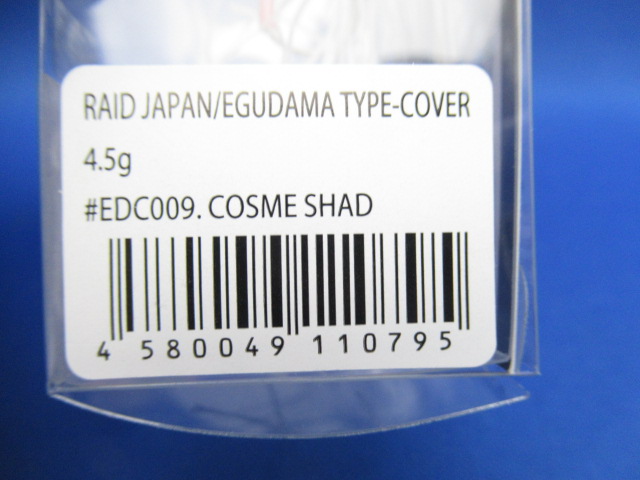 RAID JAPAN/EGUDAMA TYPE-COVER
4.5g
#EDC009. COSME SHAD
4 580049 110795